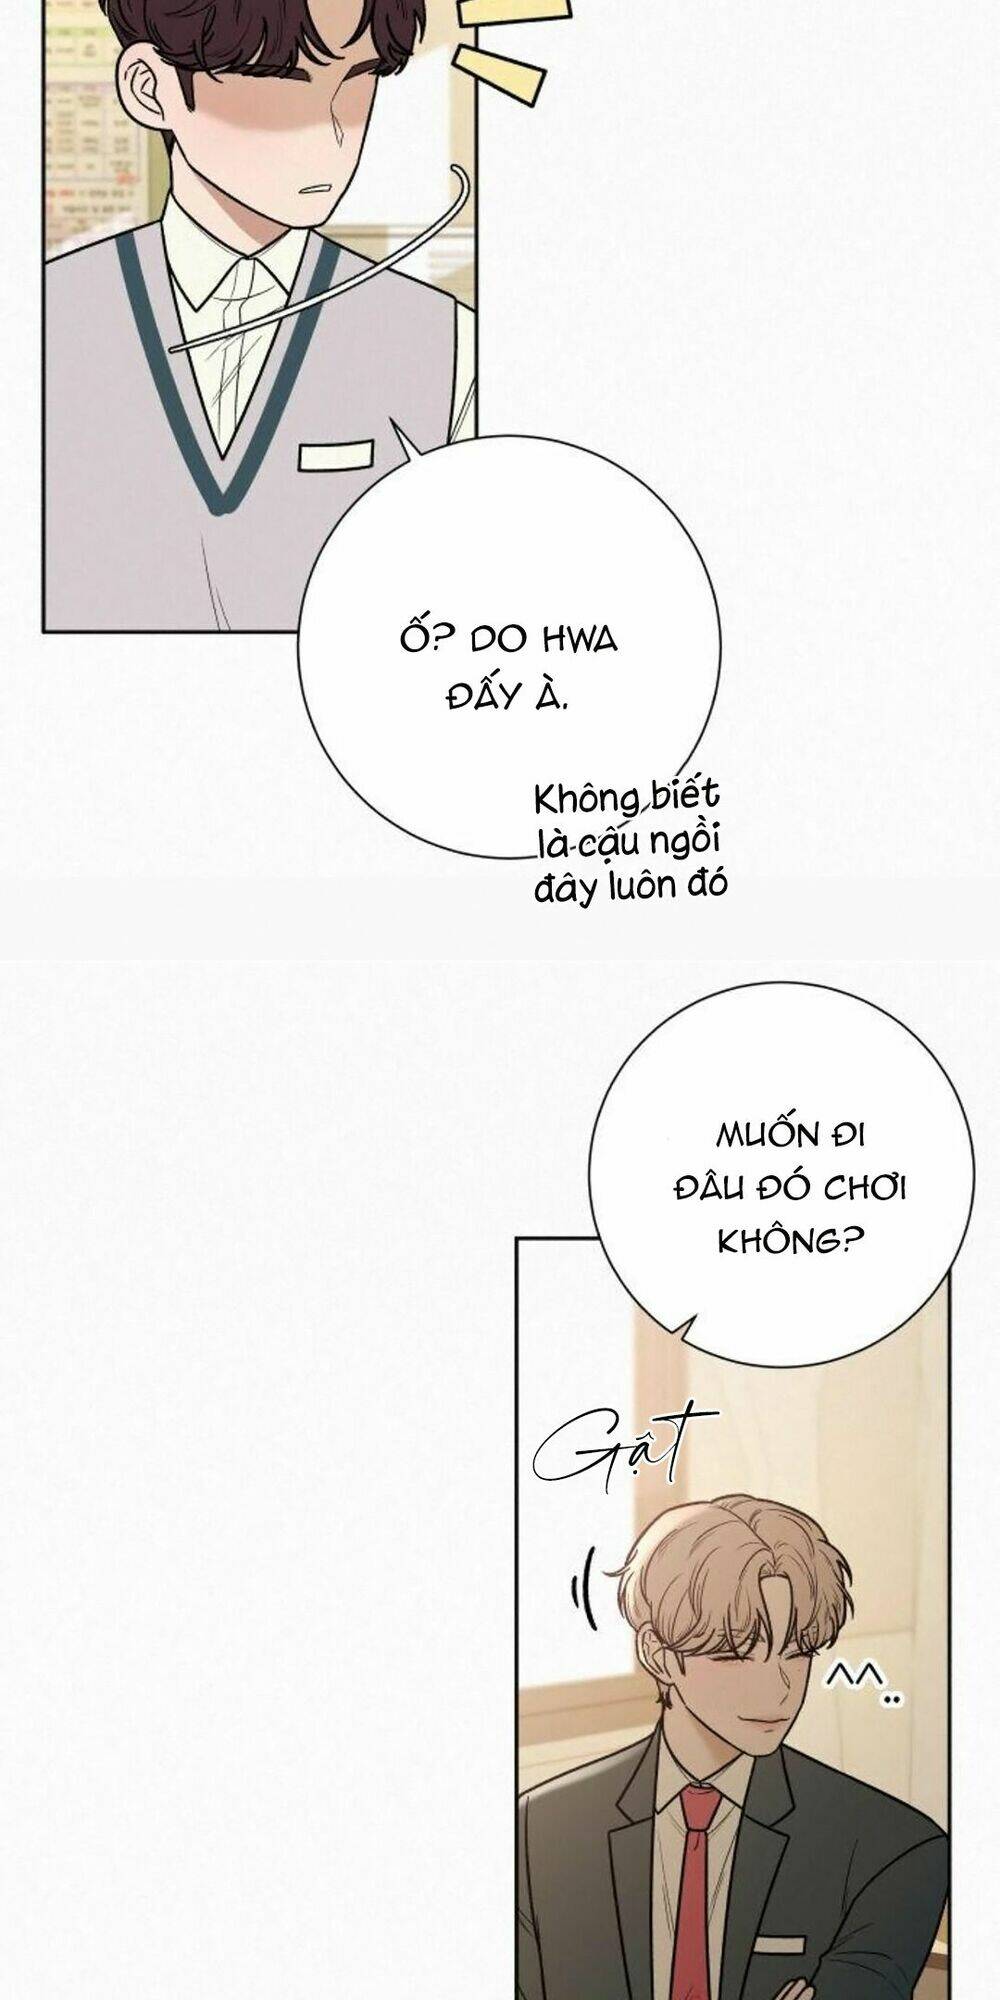 Ố? DO HWA
ĐẤY À.
Không biết
là cậu ngồi
đây luôn đó
MUỐN ĐI
ĐÂU ĐÓ CHƠI
KHÔNG?
Gật
^^..